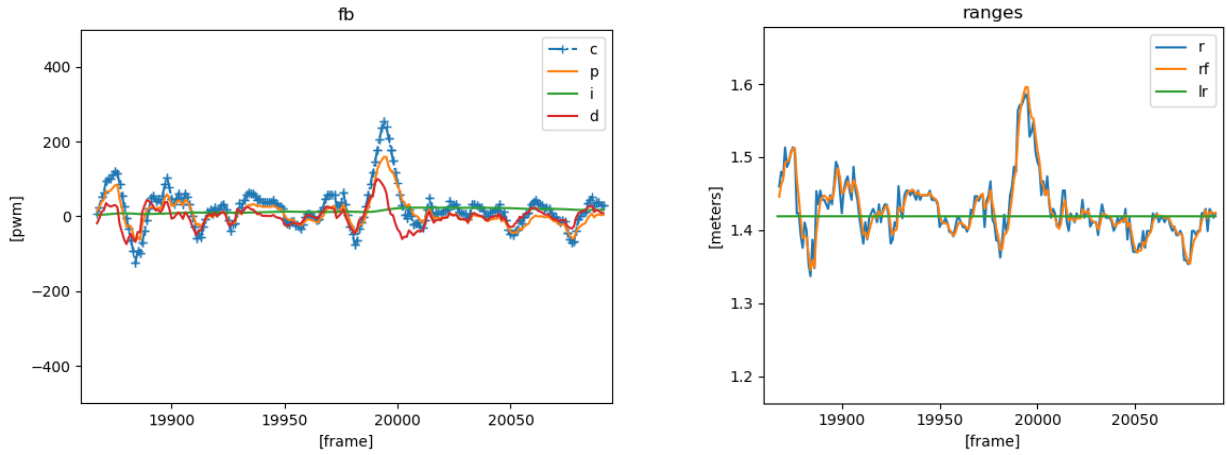 fb
400
200
0
−200
−400
[pwm]
19900
19950
20000
20050
[frame]
c
p
i
d
ranges
1.6
1.5
1.4
1.3
1.2
[meters]
19900
19950
20000
20050
[frame]
r
rf
lr